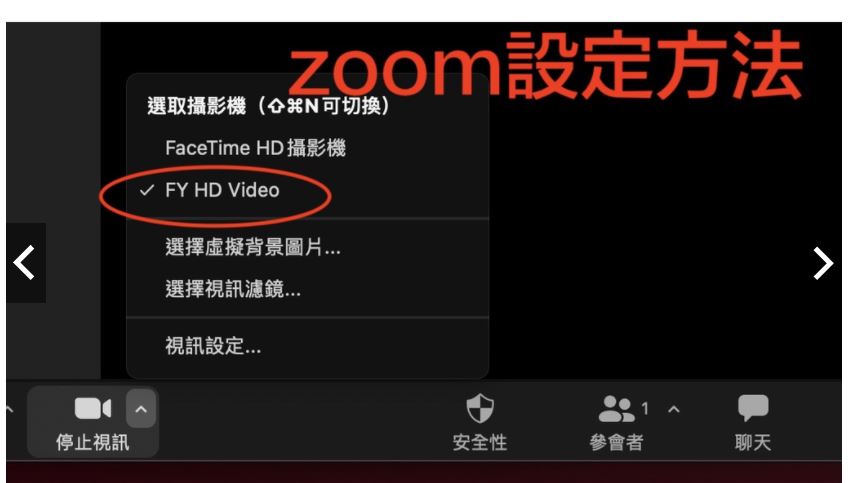 zoom設定方法
選取攝影機（⇧⌘N可切換）
FaceTime HD攝影機
✓ FY HD Video
選擇虛擬背景圖片...
選擇視訊濾鏡...
視訊設定...
停止視訊
安全性
1
參會者
聊天